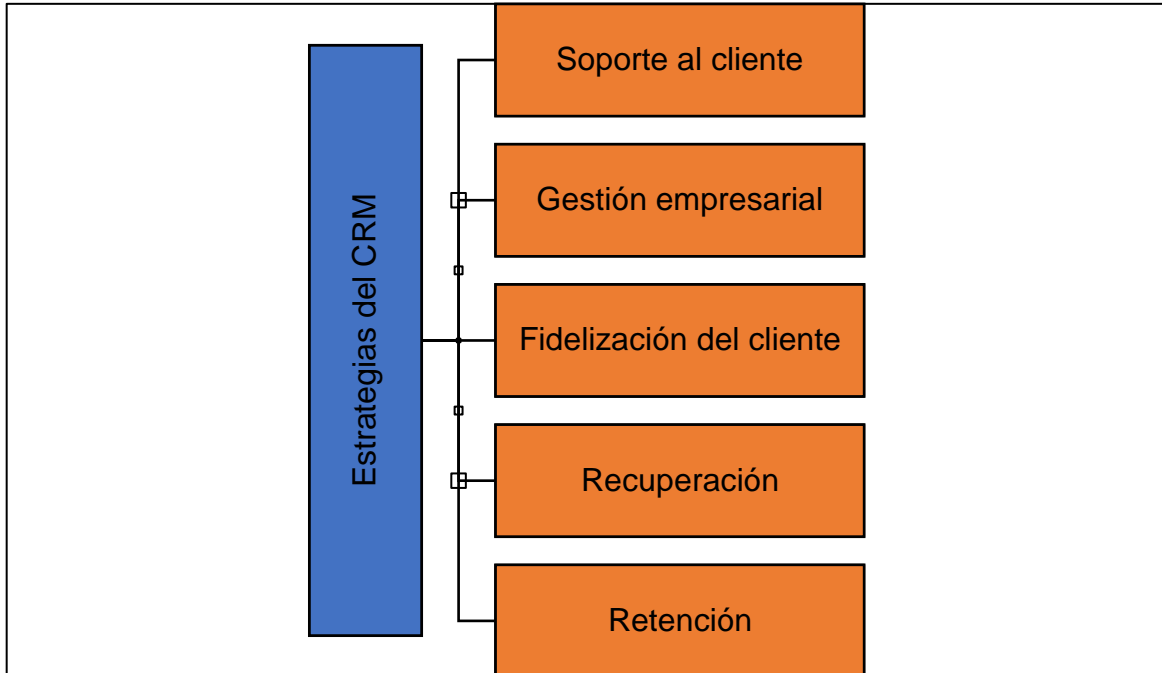 Estrategias del CRM
Soporte al cliente
Gestión empresarial
Fidelización del cliente
Recuperación
Retención